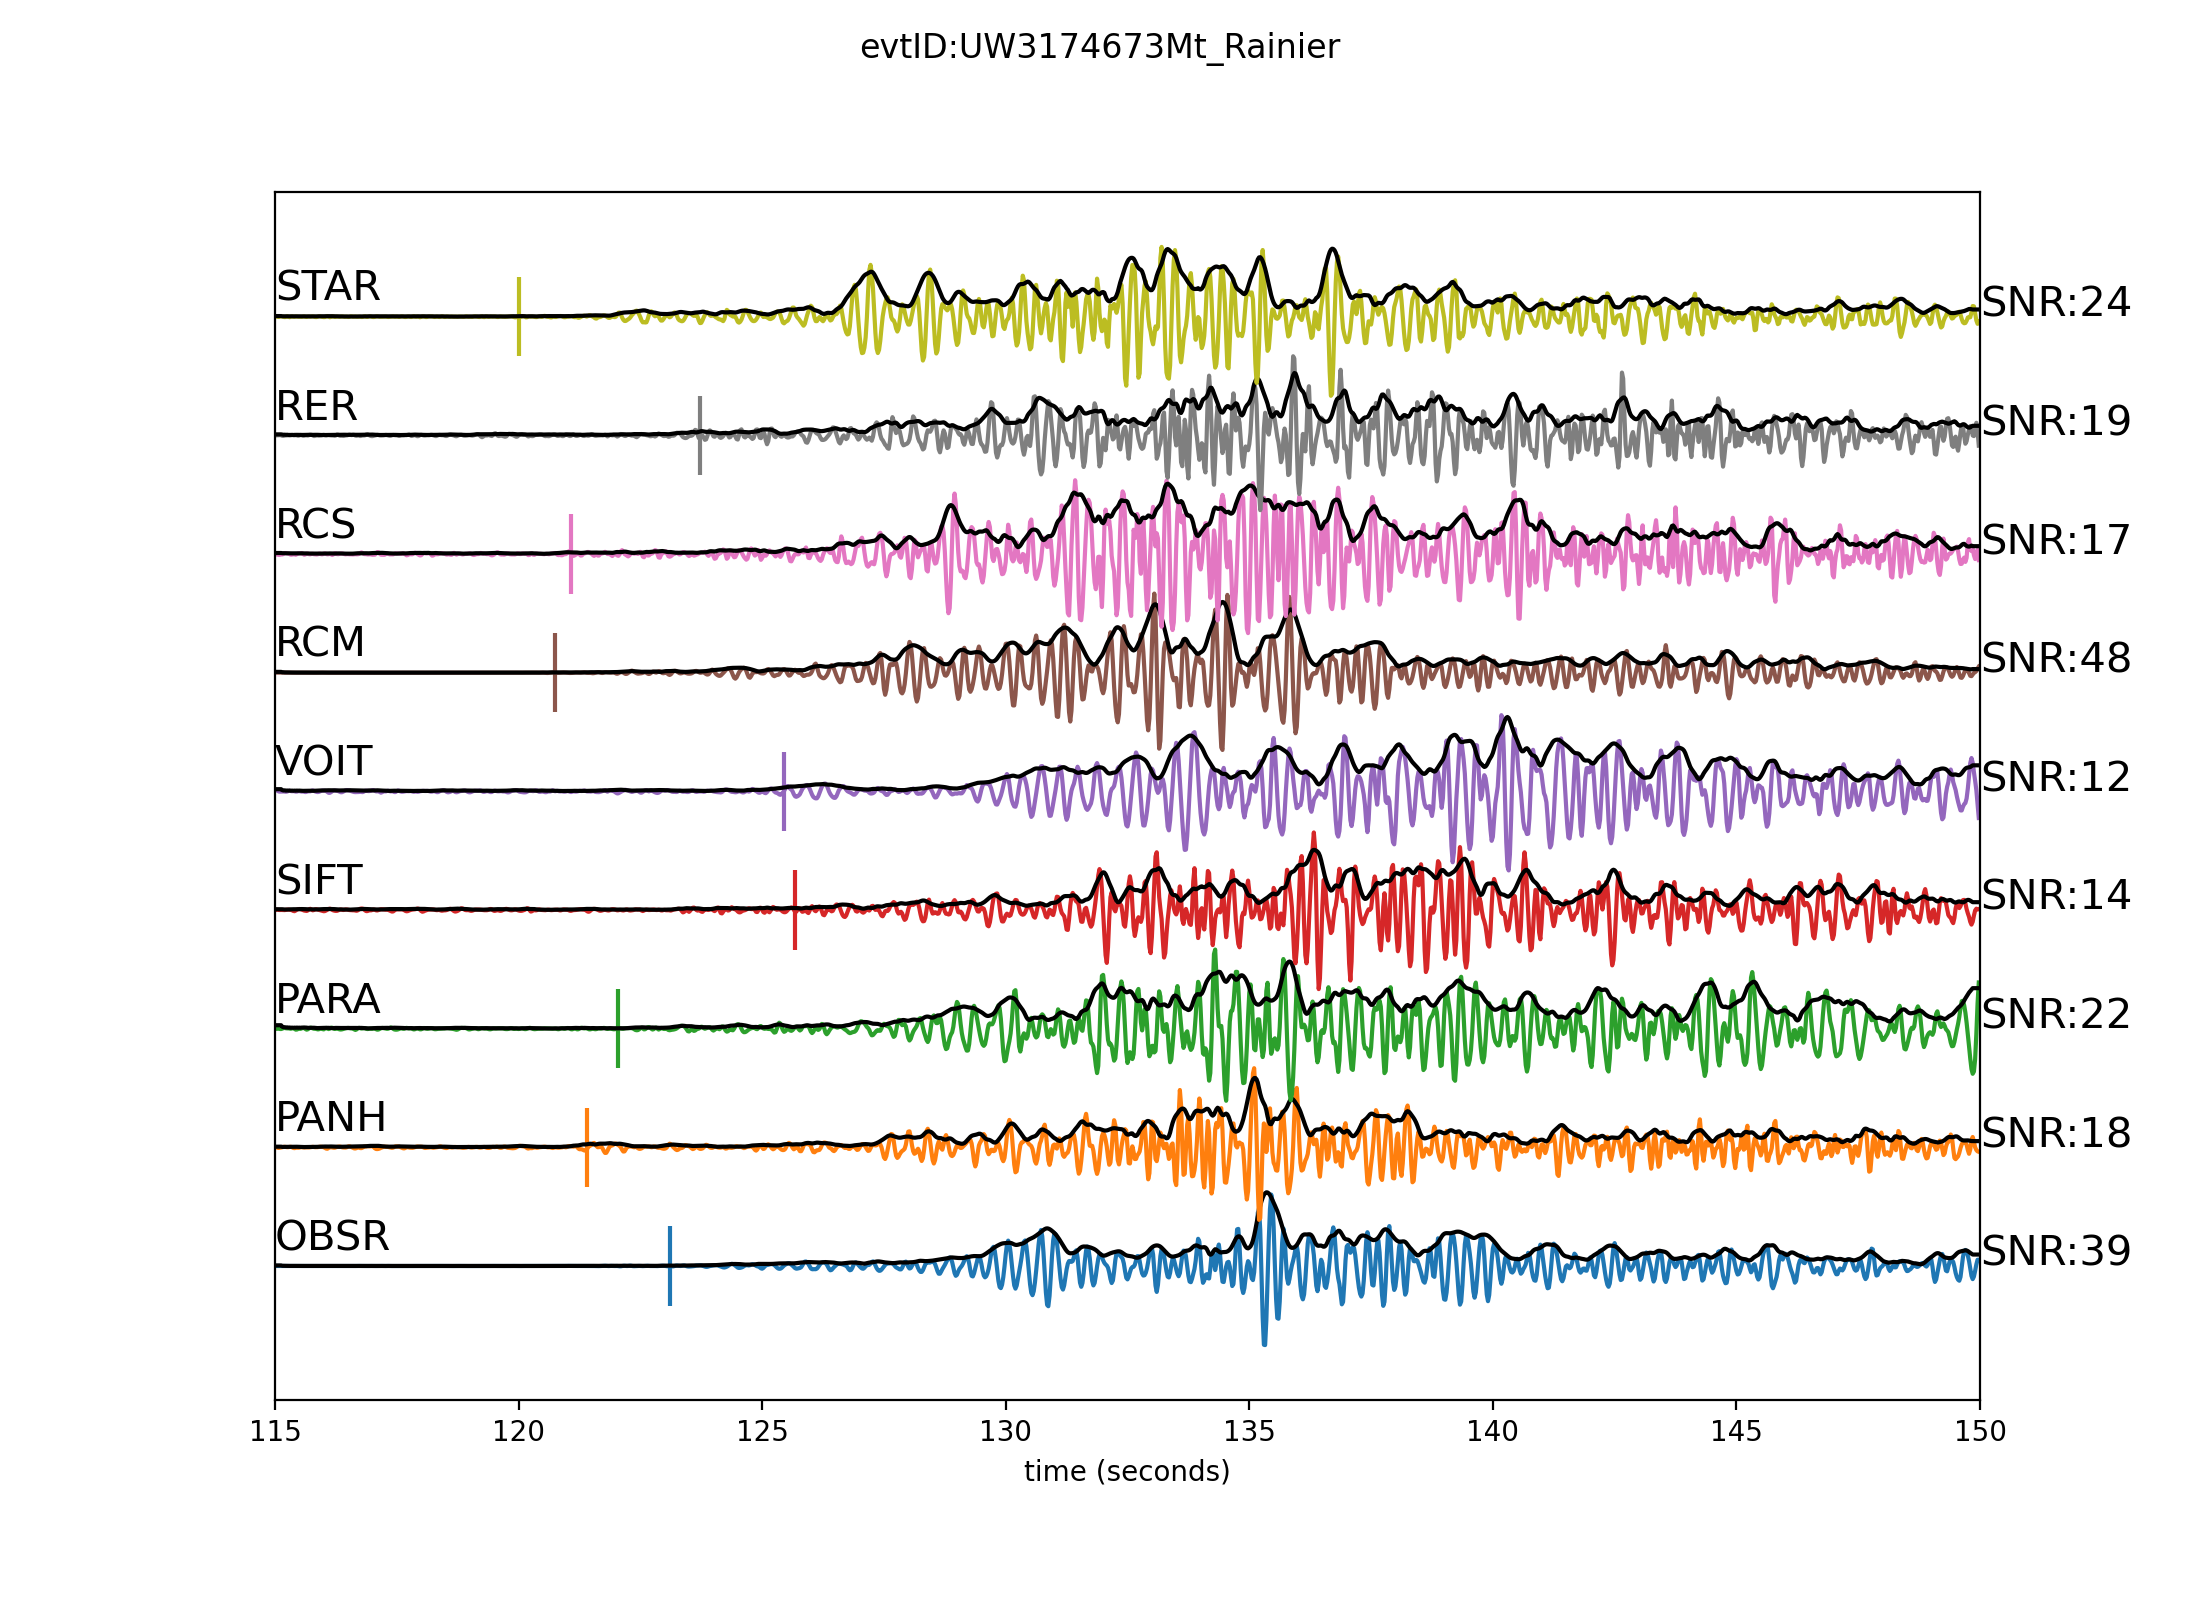 evtID:UW3174673Mt_Rainier
STAR SNR:24
RER SNR:19
RCS SNR:17
RCM SNR:48
VOIT SNR:12
SIFT SNR:14
PARA SNR:22
PANH SNR:18
OBSR SNR:39
115 120 125 130 135 140 145 150
time (seconds)